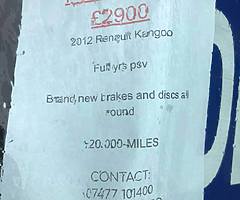 £2900
2012 Renault Kangoo
Full yrs psv
Brand new brakes and discs all
round
120.000-MILES
CONTACT:
07477 101400